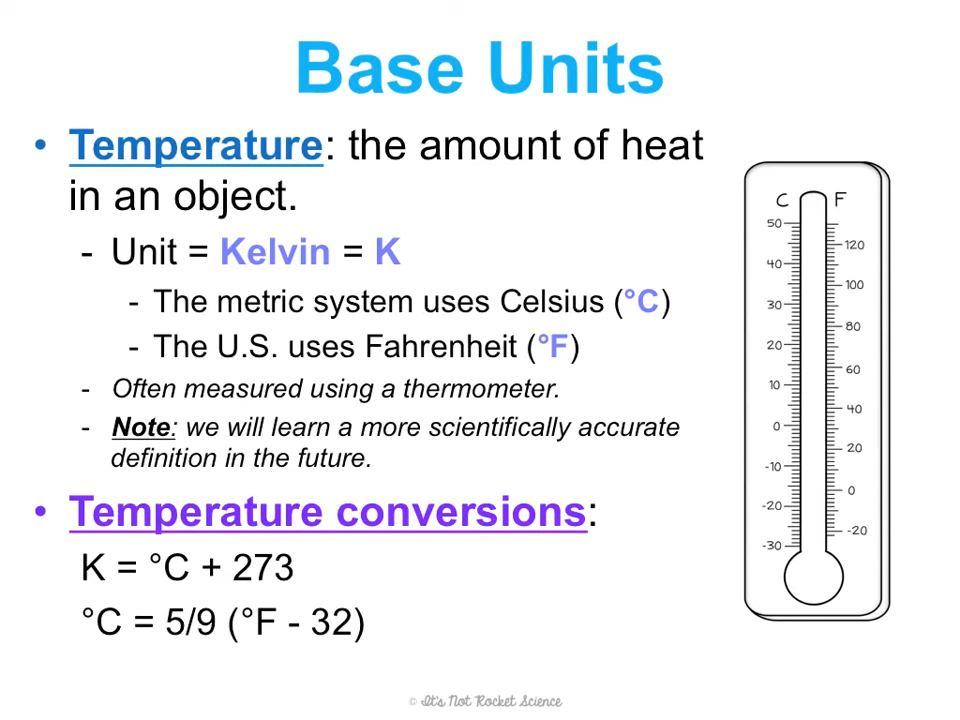 Base Units
• Temperature: the amount of heat
in an object.
- Unit = Kelvin = K
- The metric system uses Celsius (°C)
- The U.S. uses Fahrenheit (°F)
- Often measured using a thermometer.
- Note: we will learn a more scientifically accurate
definition in the future.
• Temperature conversions:
K = °C + 273
°C = 5/9 (°F - 32)
C F
50
120
40
100
30
80
20
60
10
40
0
20
-10
0
-20
-20
-30
© It's Not Rocket Science